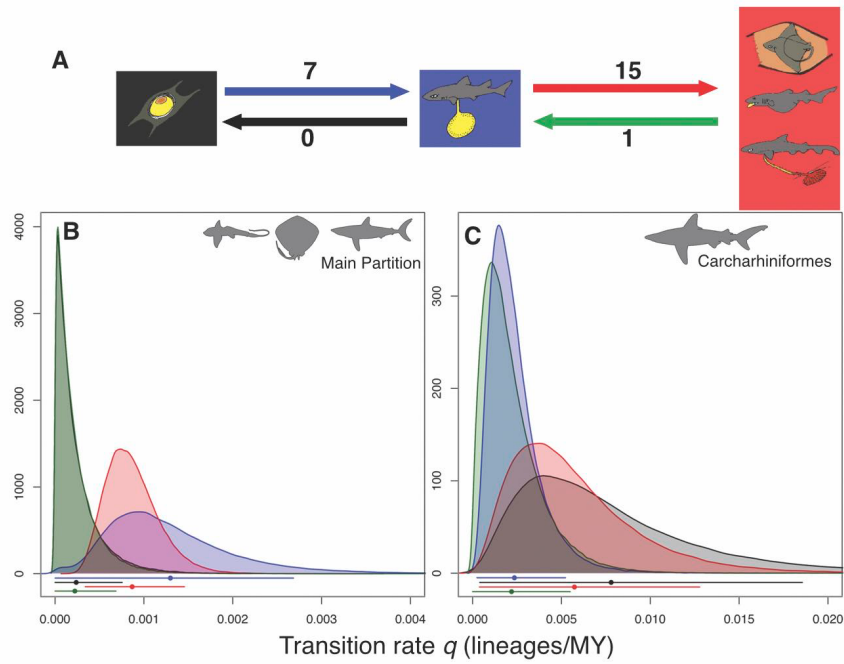 A
7
15
0
1
B
Main Partition
4000
3000
2000
1000
0
0.000 0.001 0.002 0.003 0.004
C
Carcharhiniformes
300
200
100
0
0.000 0.005 0.010 0.015 0.020
Transition rate q (lineages/MY)